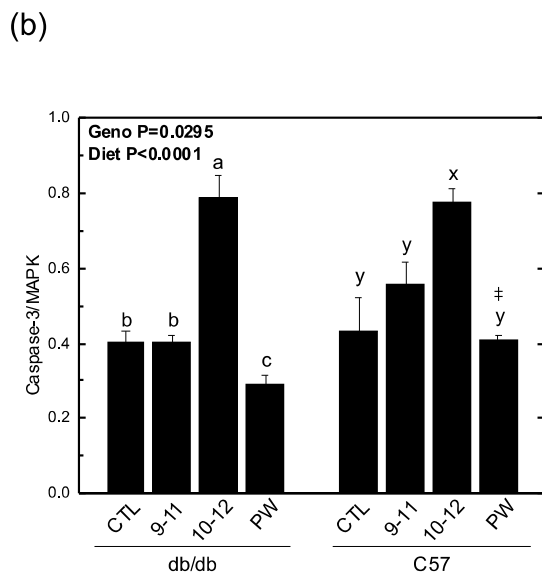 (b)
Geno P=0.0295
Diet P<0.0001
Caspase-3/MAPK
1.0
0.8
0.6
0.4
0.2
0.0
b
b
a
c
y
y
x
‡
y
CTL
9-11
10-12
PW
CTL
9-11
10-12
PW
db/db
C57